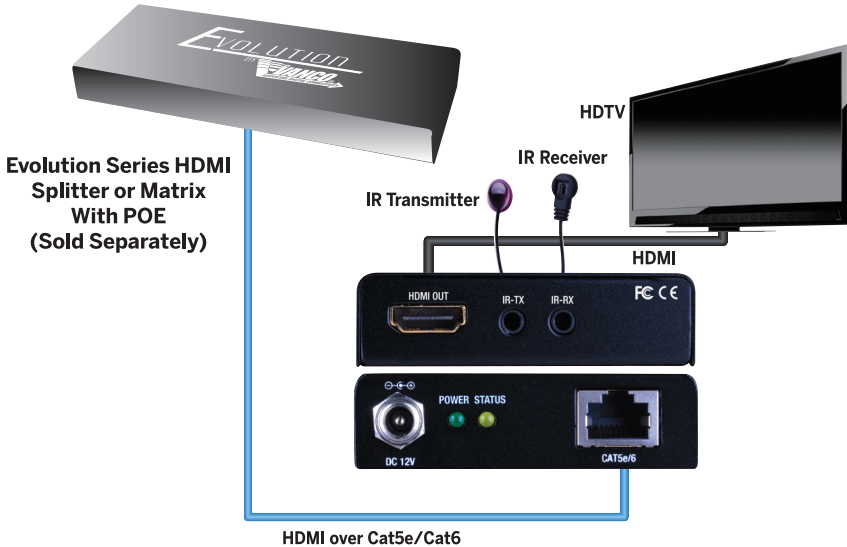 EVOLUTION
BY VANCO
HDTV
Evolution Series HDMI
Splitter or Matrix
With POE
(Sold Separately)
IR Receiver
IR Transmitter
HDMI
HDMI OUT
IR-TX
IR-RX
FC CE
POWER STATUS
DC 12V
CAT5e/6
HDMI over Cat5e/Cat6